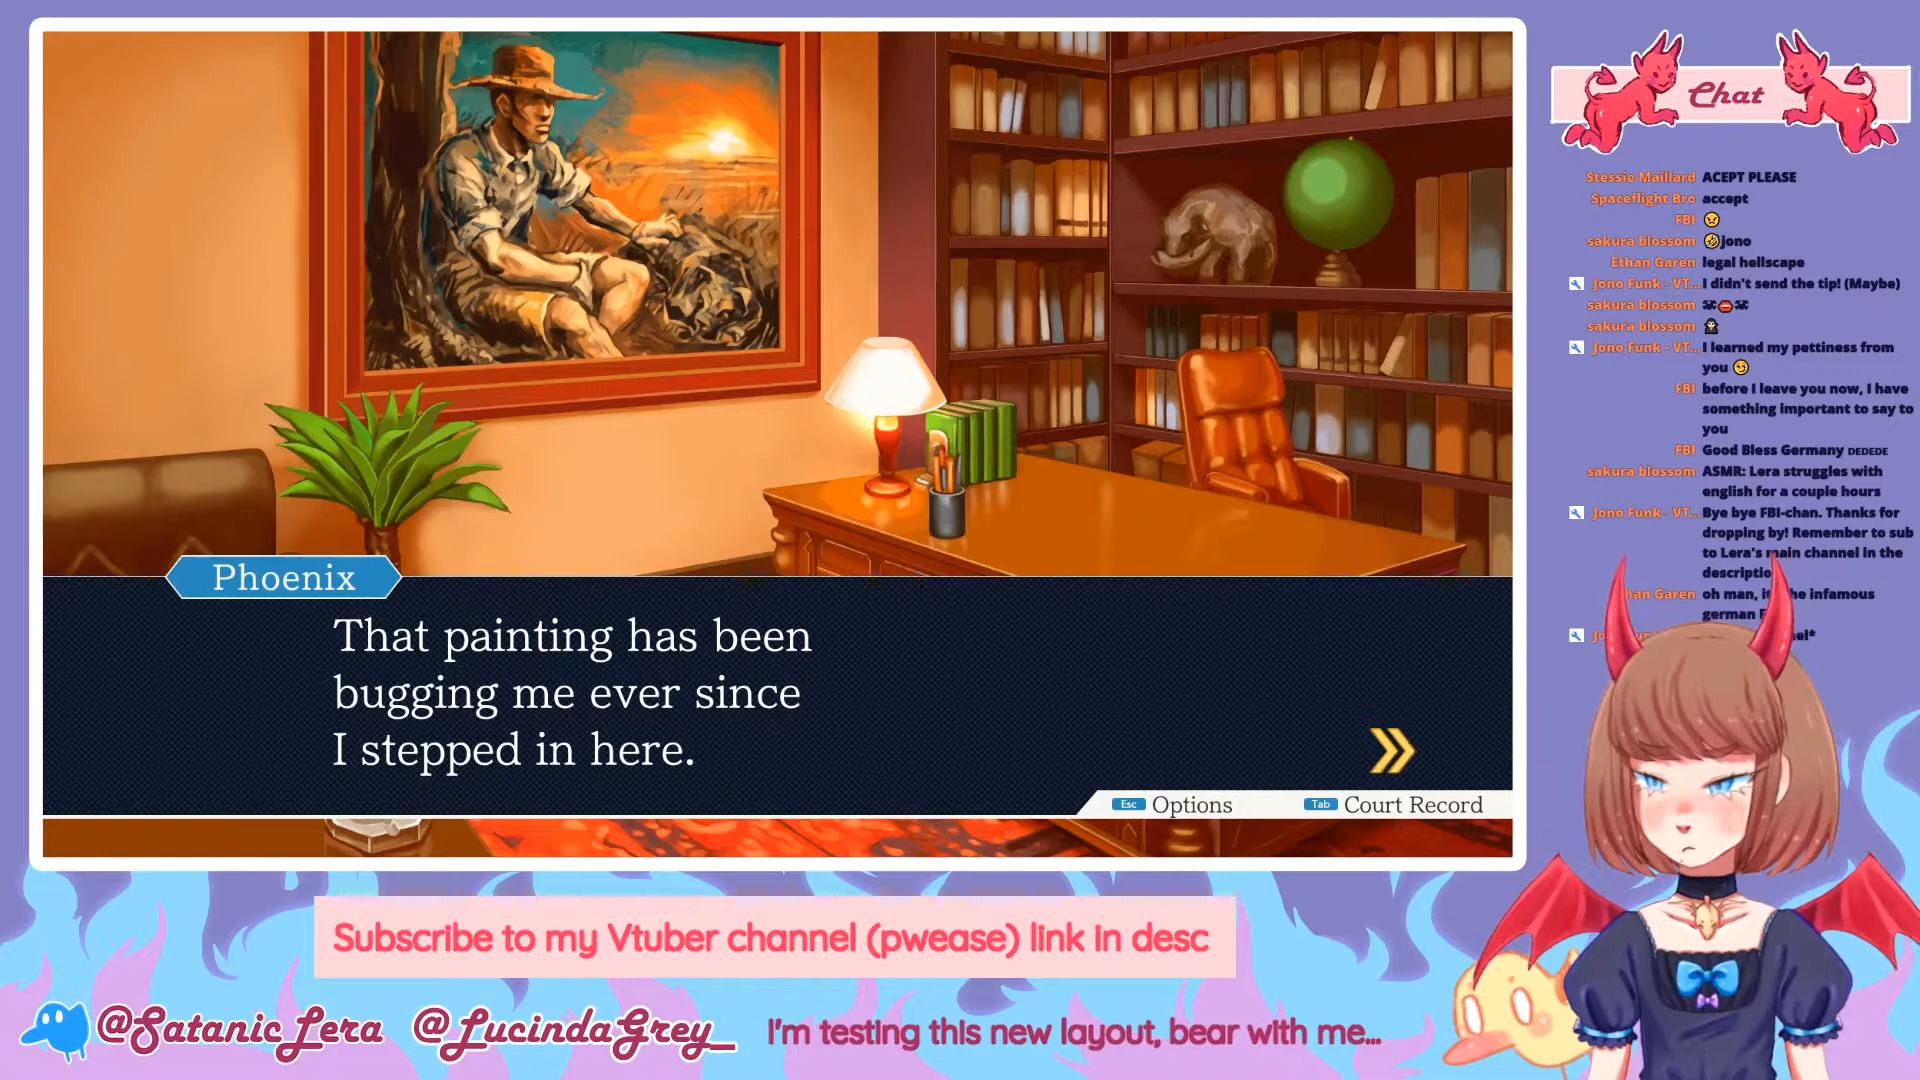 Phoenix
That painting has been
bugging me ever since
I stepped in here.
Esc Options
Tab Court Record
Chat
Stessie Maillard ACEPT PLEASE
Spaceflight Bro accept
FBI
sakura blossom jono
Ethan Garen legal hellscape
Jono Funk - VT... I didn't send the tip! (Maybe)
sakura blossom
sakura blossom
Jono Funk - VT... I learned my pettiness from
you
FBI before I leave you now, I have
something important to say to
you
FBI Good Bless Germany DEDEDE
sakura blossom ASMR: Lera struggles with
english for a couple hours
Jono Funk - VT... Bye bye FBI-chan. Thanks for
dropping by! Remember to sub
to Lera's main channel in the
descriptio
han Garen oh man, it he infamous
german
Subscribe to my Vtuber channel (pwease) link in desc
@SatanicLera @LucindaGrey_ I'm testing this new layout, bear with me...